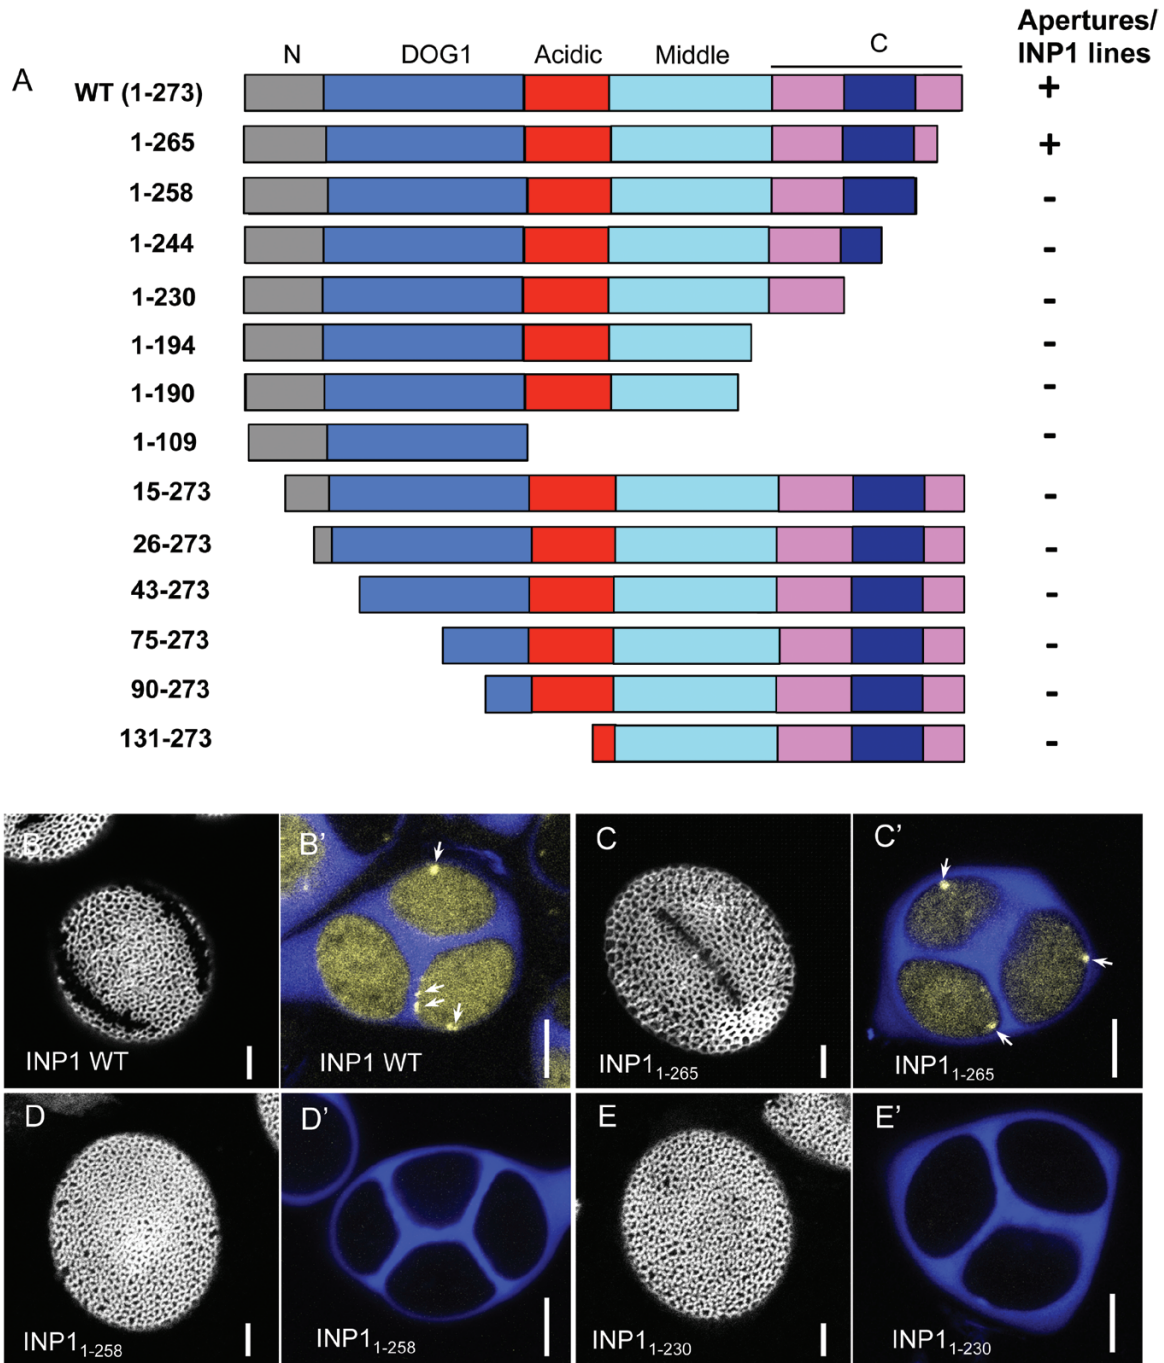 A
N DOG1 Acidic Middle C
Apertures/
INP1 lines
WT (1-273) +
1-265 +
1-258 -
1-244 -
1-230 -
1-194 -
1-190 -
1-109 -
15-273 -
26-273 -
43-273 -
75-273 -
90-273 -
131-273 -
B B' C C'
INP1 WT INP1 WT INP1 1-265 INP1 1-265
D D' E E'
INP1 1-258 INP1 1-258 INP1 1-230 INP1 1-230